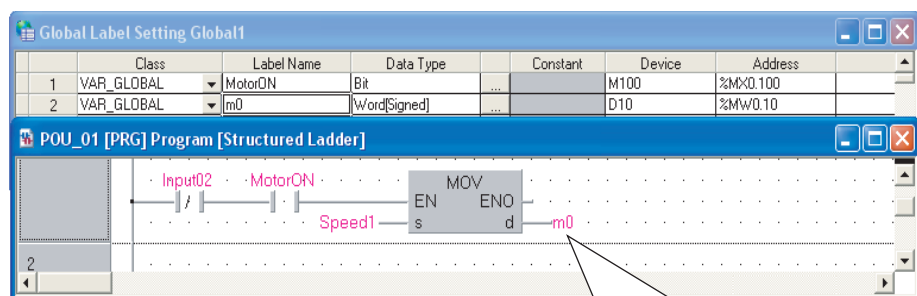 Global Label Setting Global1
Class Label Name Data Type Constant Device Address
1 VAR_GLOBAL MotorON Bit ... M100 %MX0.100
2 VAR_GLOBAL m0 Word[Signed] ... D10 %MW0.10
POU_01 [PRG] Program [Structured Ladder]
Input02 MotorON MOV
EN ENO
Speed1 s d m0
2